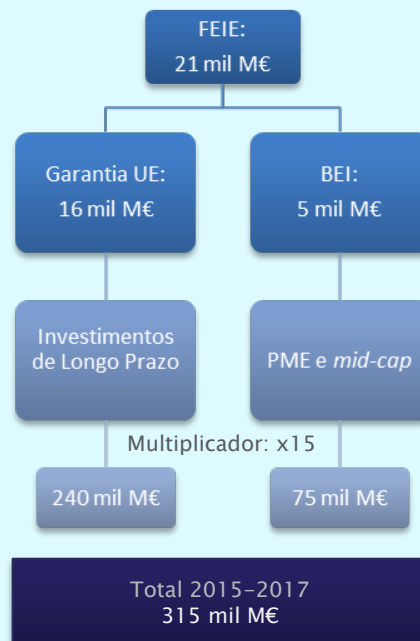 FEIE:
21 mil M€
Garantia UE:
16 mil M€
BEI:
5 mil M€
Investimentos
de Longo Prazo
PME e mid-cap
Multiplicador: x15
240 mil M€
75 mil M€
Total 2015-2017
315 mil M€